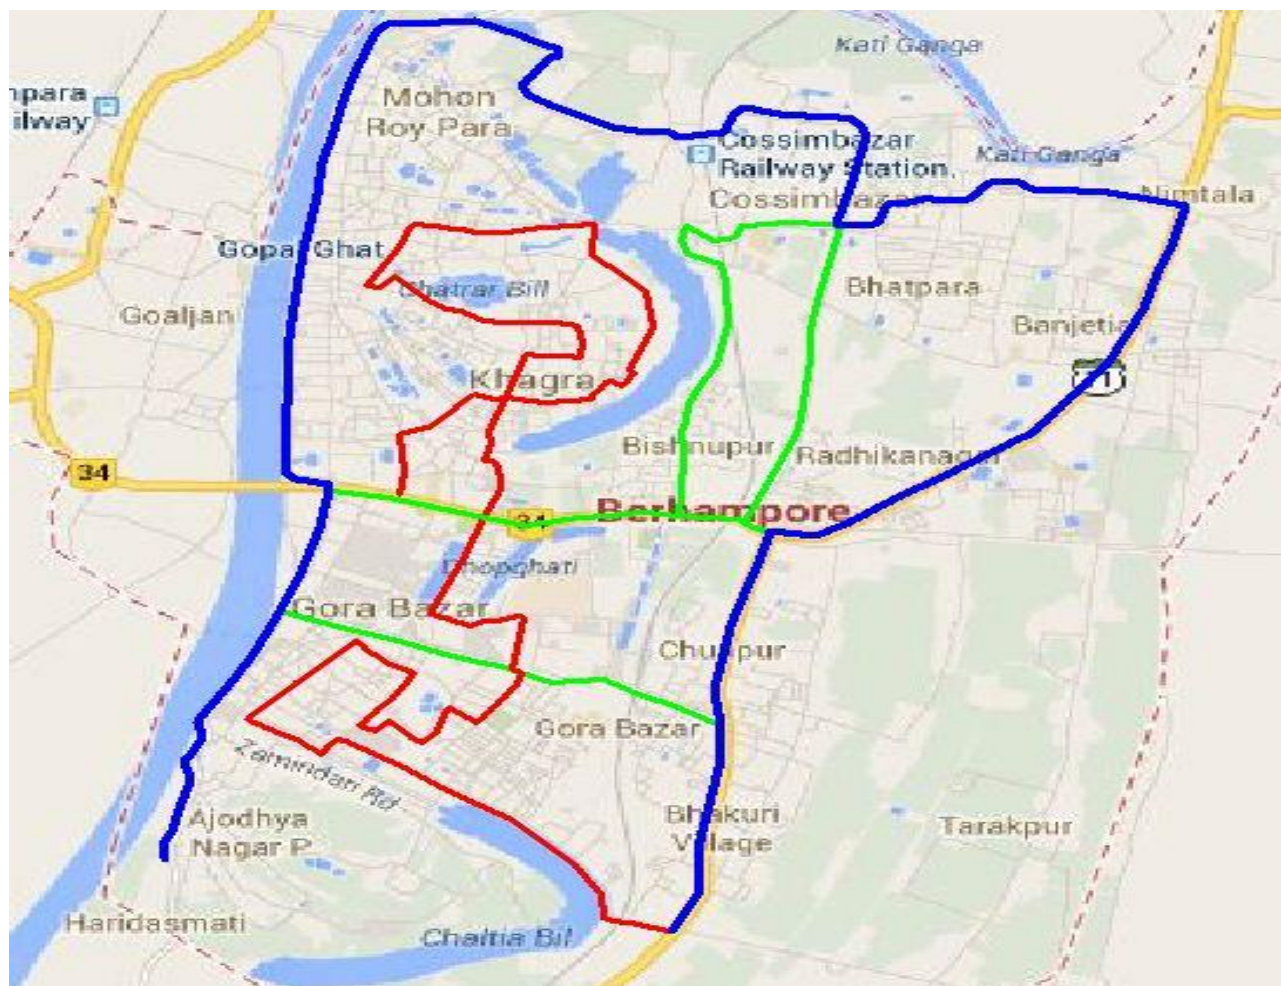 Kati Ganga
npara
ilway
Mohon
Roy Para
Cossimbazar
Railway Station.
Cossimbazar
Kati Ganga
Nimtala
Gopal Ghat
Chatrar Bill
Bhatpara
Goaljan
Banjetia
Khagra
Bishnupur
Radhikanagar
34
Berhampore
34
Dhopghati
Gora Bazar
Chuapur
Gora Bazar
Zamindari Rd
Ajodhya
Nagar P
Bhakuri
Village
Tarakpur
Haridasmati
Chaltia Bil